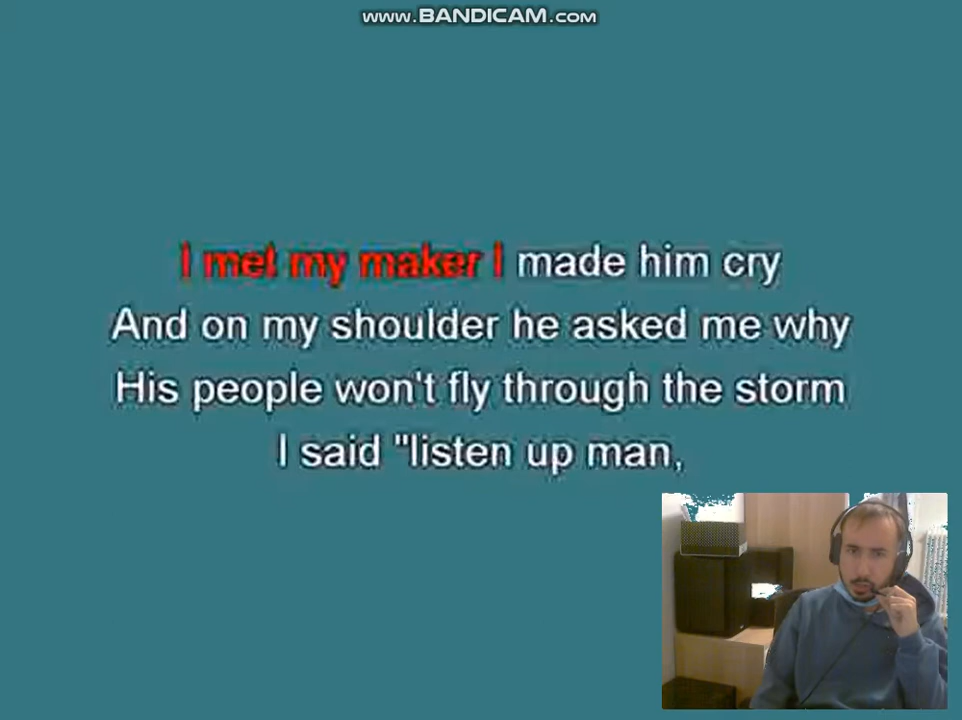 www.BANDICAM.com
I met my maker I made him cry
And on my shoulder he asked me why
His people won't fly through the storm
I said "listen up man,